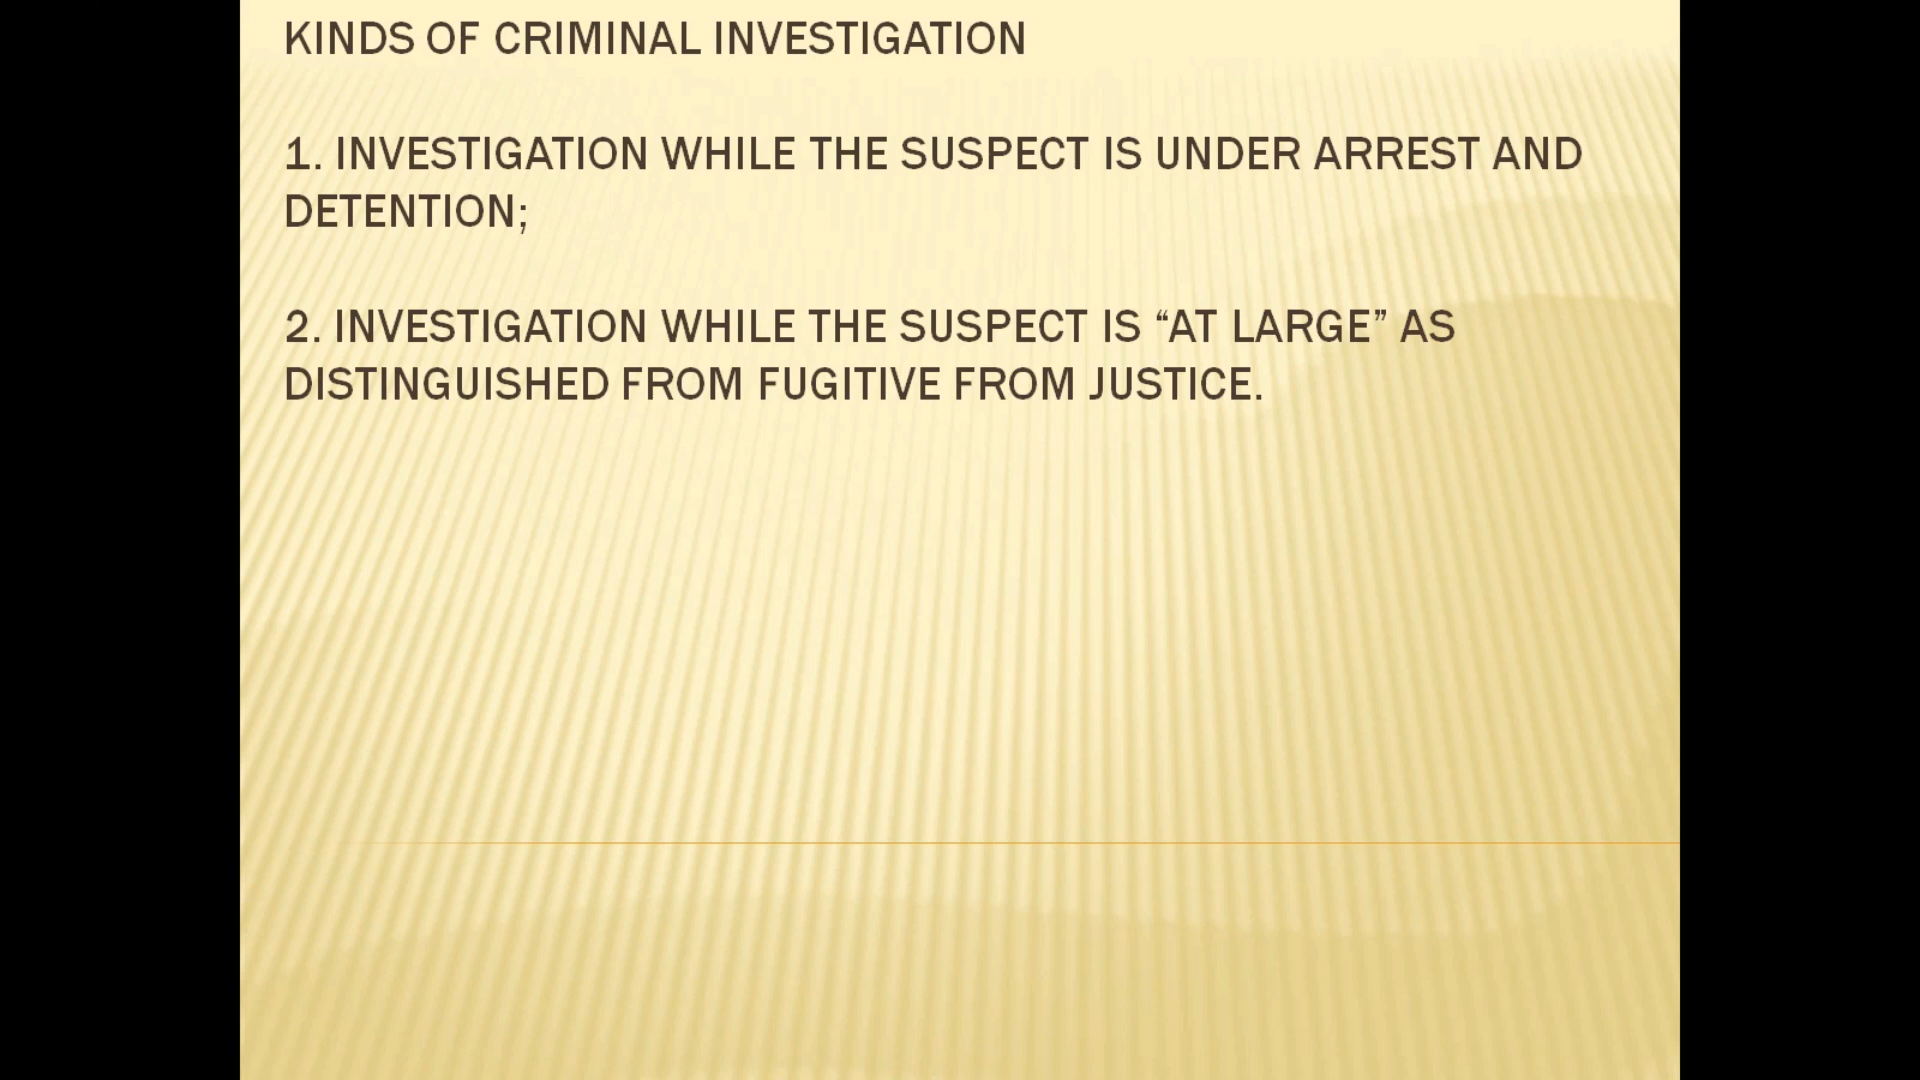 KINDS OF CRIMINAL INVESTIGATION
1. INVESTIGATION WHILE THE SUSPECT IS UNDER ARREST AND
DETENTION;
2. INVESTIGATION WHILE THE SUSPECT IS “AT LARGE” AS
DISTINGUISHED FROM FUGITIVE FROM JUSTICE.